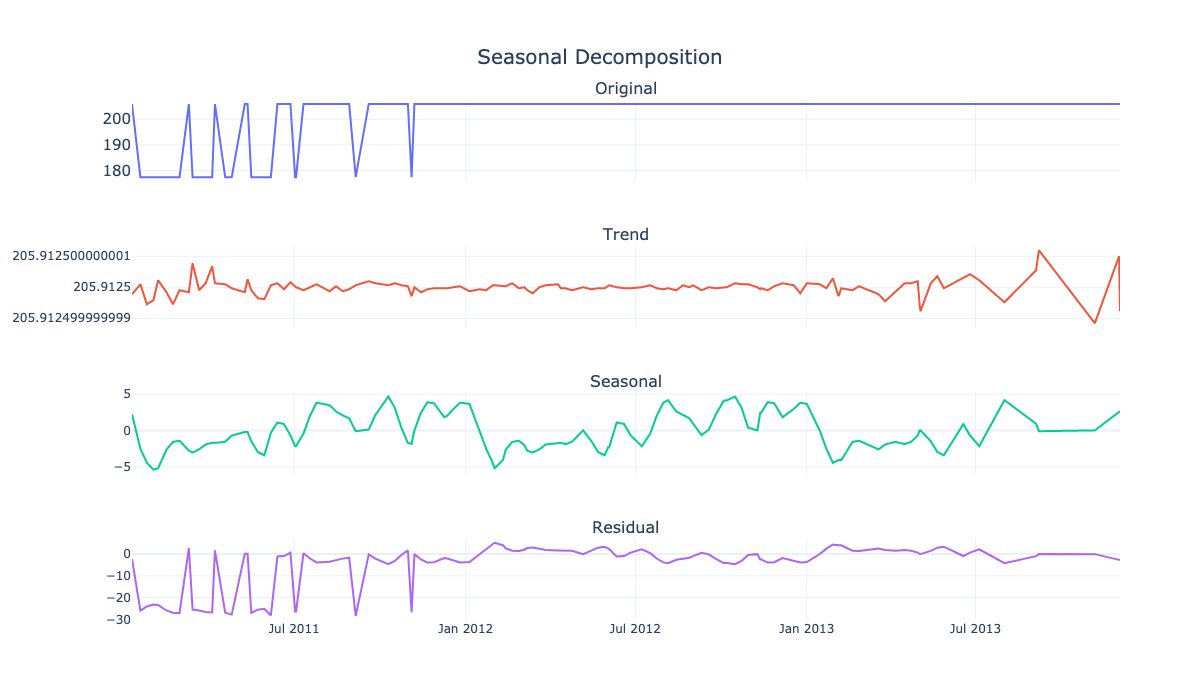 Seasonal Decomposition
Original
200
190
180
Trend
205.912500000001
205.9125
205.912499999999
Seasonal
5
0
−5
Residual
0
−10
−20
−30
Jul 2011
Jan 2012
Jul 2012
Jan 2013
Jul 2013